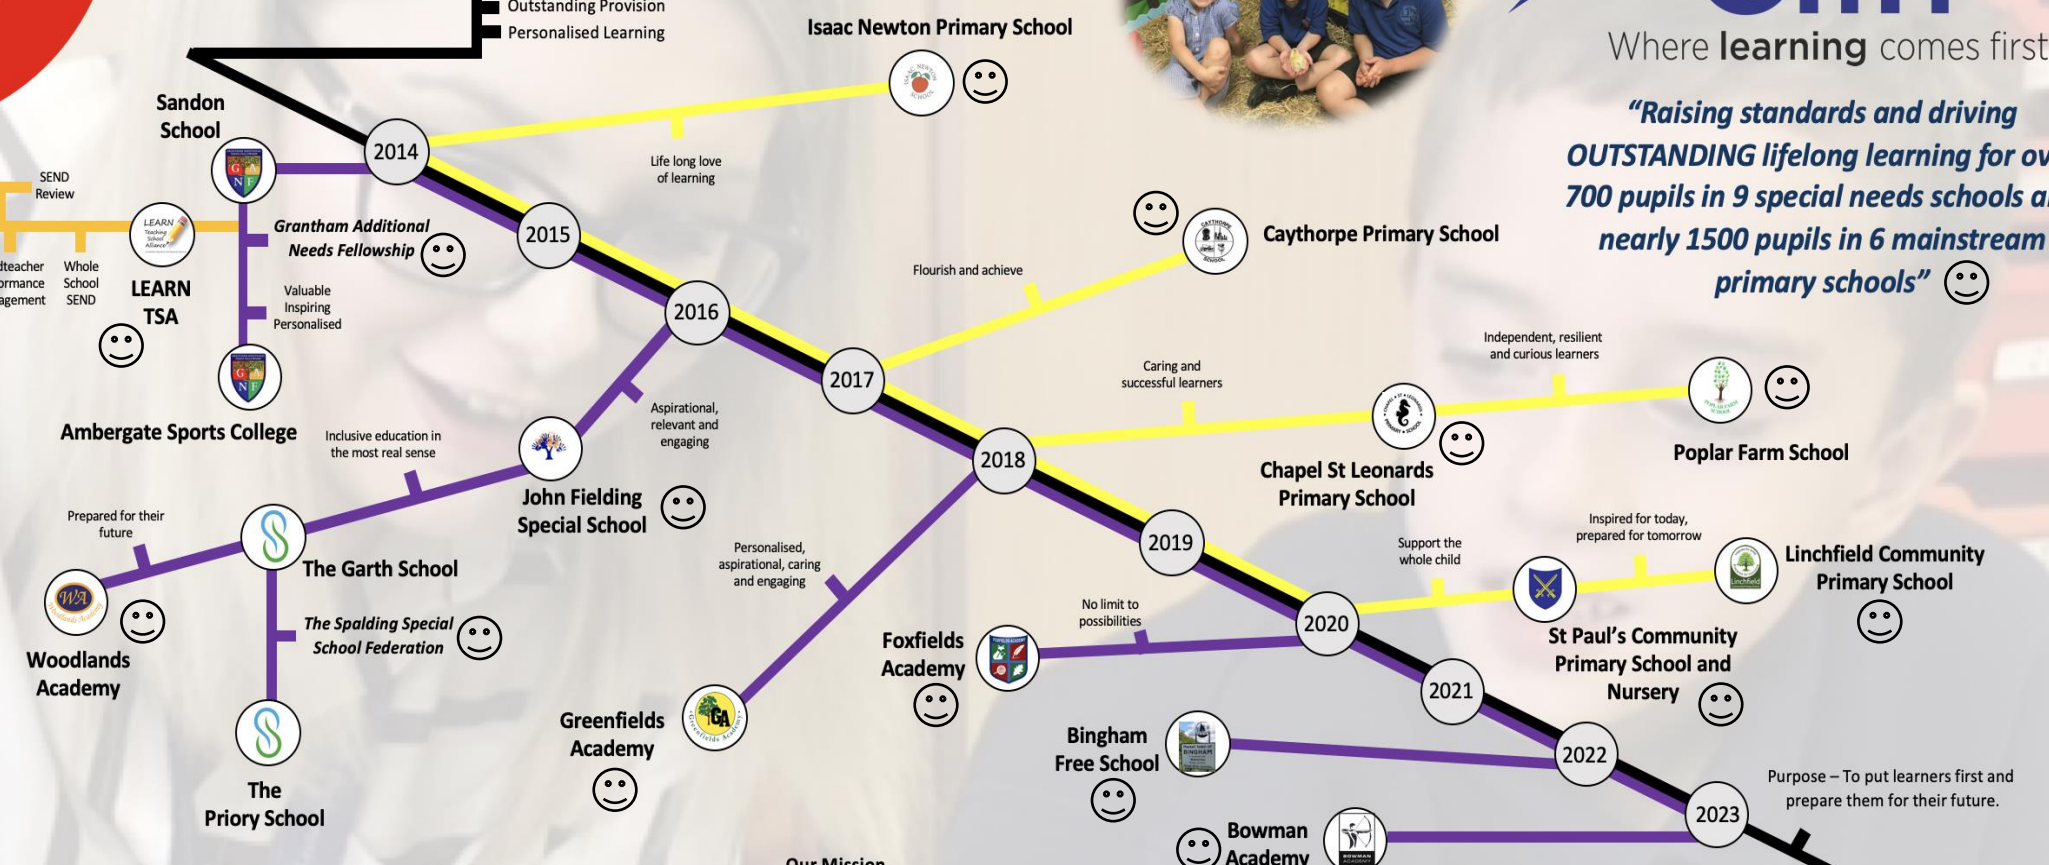 Outstanding Provision
Personalised Learning
Isaac Newton Primary School
Where learning comes first
Sandon
School
2014
Life long love
of learning
“Raising standards and driving
OUTSTANDING lifelong learning for
700 pupils in 9 special needs schools
nearly 1500 pupils in 6 mainstream
primary schools”
SEND
Review
LEARN
Teaching
School
Alliance
Grantham Additional
Needs Fellowship
2015
Caythorpe Primary School
Flourish and achieve
Whole
School
SEND
LEARN
TSA
Valuable
Inspiring
Personalised
2016
Independent, resilient
and curious learners
Caring and
successful learners
2017
G A
N F
Ambergate Sports College
Aspirational,
relevant and
engaging
Inclusive education in
the most real sense
2018
Chapel St Leonards
Primary School
Poplar Farm School
John Fielding
Special School
Prepared for their
future
The Garth School
Personalised,
aspirational, caring
and engaging
2019
Support the
whole child
Inspired for today,
prepared for tomorrow
Linchfield Community
Primary School
WA
Woodlands
Academy
The Spalding Special
School Federation
No limit to
possibilities
2020
Foxfields
Academy
St Paul’s Community
Primary School and
Nursery
2021
Greenfields
Academy
GA
Bingham
Free School
2022
The
Priory School
Purpose – To put learners first and
prepare them for their future.
2023
Bowman
Academy
BOWMAN
Our Mission